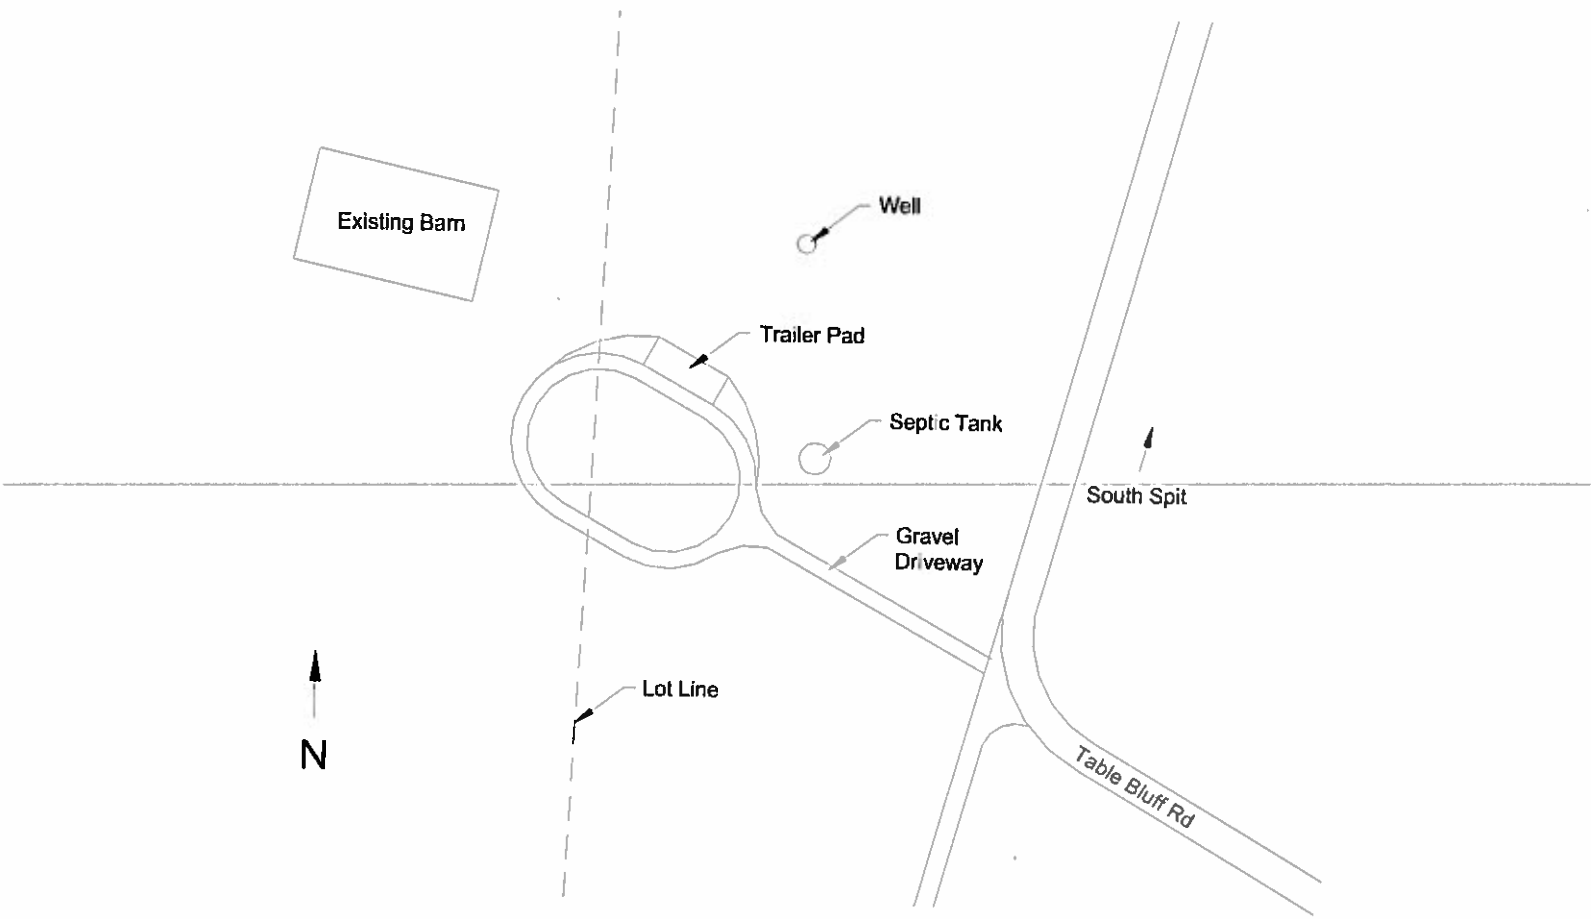 Well
Existing Barn
Trailer Pad
Septic Tank
South Spit
Gravel
Driveway
Lot Line
N
Table Bluff Rd